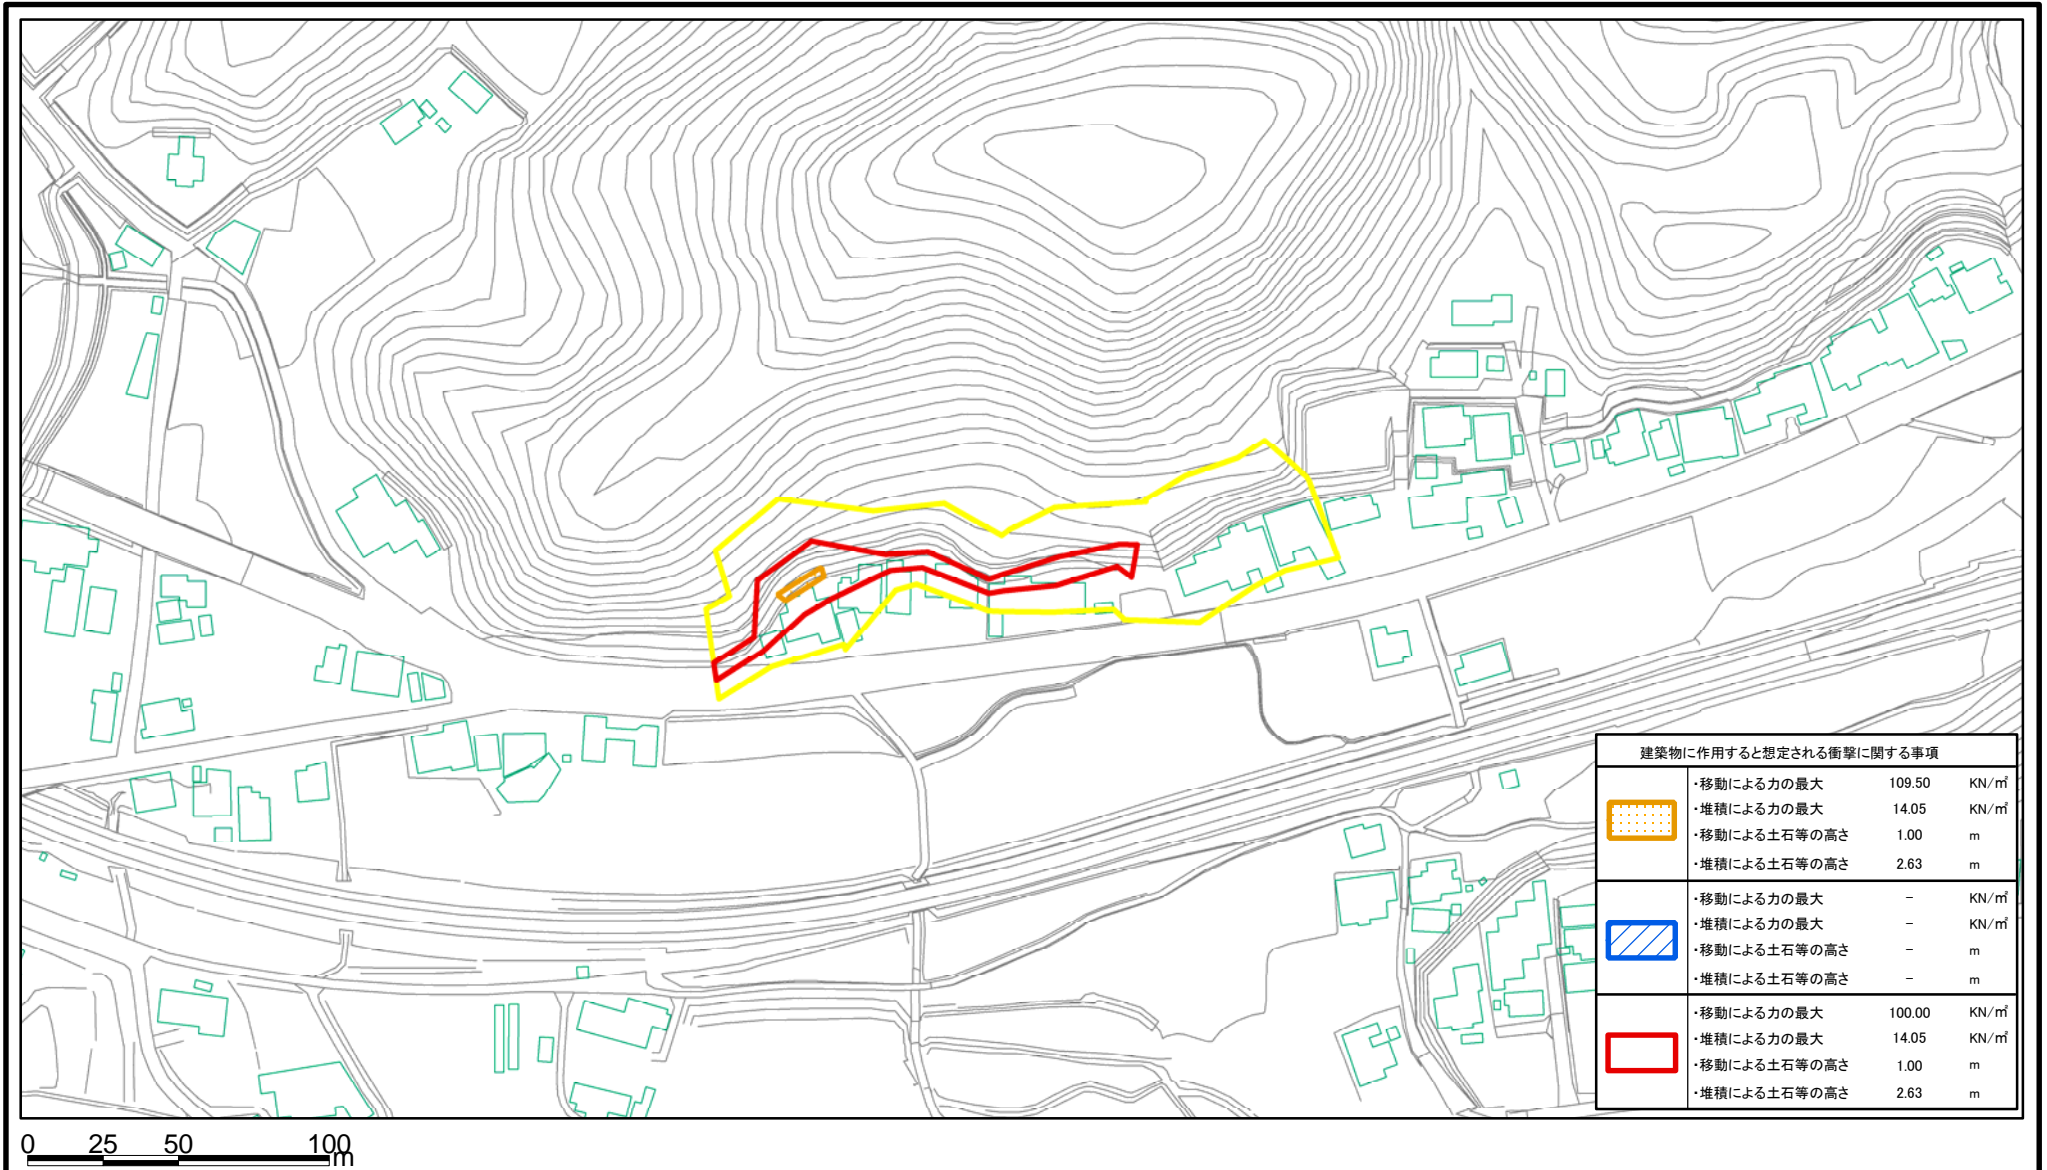 建築物に作用すると想定される衝撃に関する事項
・移動による力の最大 109.50 KN/㎡
・堆積による力の最大 14.05 KN/㎡
・移動による土石等の高さ 1.00 m
・堆積による土石等の高さ 2.63 m
・移動による力の最大 － KN/㎡
・堆積による力の最大 － KN/㎡
・移動による土石等の高さ － m
・堆積による土石等の高さ － m
・移動による力の最大 100.00 KN/㎡
・堆積による力の最大 14.05 KN/㎡
・移動による土石等の高さ 1.00 m
・堆積による土石等の高さ 2.63 m
0 25 50 100
m